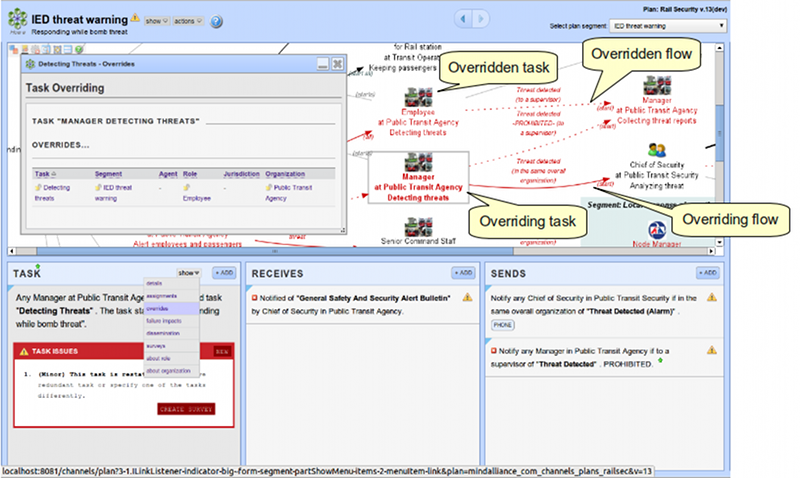 IED threat warning
show
actions
Responding while bomb threat
Plan: Rail Security v.13(dev)
Select plan segment:
IED threat warning
Detecting Threats - Overrides
Task Overriding
TASK "MANAGER DETECTING THREATS"
OVERRIDES...
Task
Segment
Agent
Role
Jurisdiction
Organization
Detecting threats
IED threat warning
-
Employee
-
Public Transit Agency
for Rail station
at Transit Operat
Keeping passengers
(starts)
Employee
at Public Transit Agency
Detecting threats
Manager
at Public Transit Agency
Detecting threats
Senior Command Staff
Alert employees and passengers
Threat detected
(to a supervisor)
Threat detected
-PROHIBITED- (to
a supervisor)
Threat detected
(in the same overall
organization)
Threat detected
organization)
(start)
(start)
(start)
Manager
at Public Transit Agency
Collecting threat reports
Chief of Security
at Public Transit Security
Analyzing threat
Segment: Loc
Node Manager
Overridden task
Overridden flow
Overriding task
Overriding flow
TASK
show
+ ADD
Any Manager at Public Transit Age
d task
"Detecting Threats" . The task sta
nding
while bomb threat".
details
assignments
overrides
failure impacts
dissemination
surveys
about role
about organization
TASK ISSUES
NEW
1. (Minor) This task is resta
ve
redundant task or specify one of the tasks
differently.
CREATE SURVEY
RECEIVES
+ ADD
Notified of "General Safety And Security Alert Bulletin"
by Chief of Security in Public Transit Agency.
SENDS
+ ADD
Notify any Chief of Security in Public Transit Security if in the
same overall organization of "Threat Detected (Alarm)" .
PHONE
Notify any Manager in Public Transit Agency if to a
supervisor of "Threat Detected" . PROHIBITED.
localhost:8081/channels/plan?3-1.ILinkListener-indicator-big~form-segment-partShowMenu-items-2-menuItem-link&plan=mindalliance_com_channels_plans_railsec&v=13